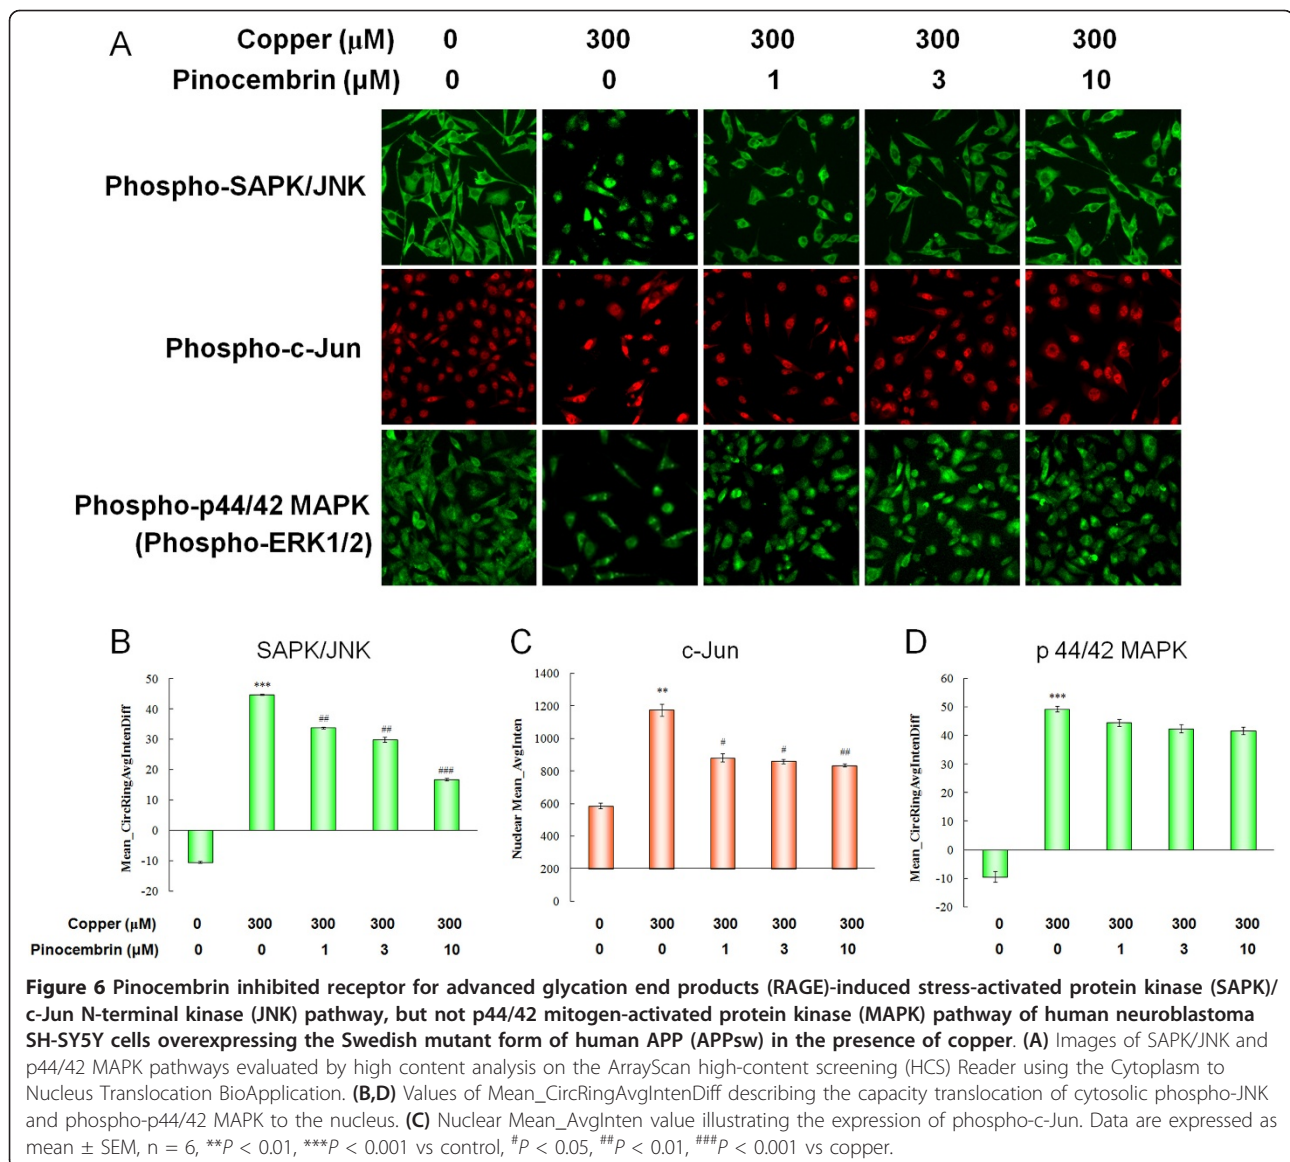 A
Copper (μM) 0 300 300 300 300
Pinocembrin (μM) 0 0 1 3 10
Phospho-SAPK/JNK
Phospho-c-Jun
Phospho-p44/42 MAPK
(Phospho-ERK1/2)
B
SAPK/JNK
Mean_CircRingAvgIntenDiff
50
40
30
20
10
0
-10
-20
***
##
##
###
C
c-Jun
Nuclear Mean_AvgInten
1400
1200
1000
800
600
400
200
0
**
#
#
##
D
p 44/42 MAPK
Mean_CircRingAvgIntenDiff
60
50
40
30
20
10
0
-10
-20
***
Copper (μM) 0 300 300 300 300 0 300 300 300 300 0 300 300 300 300
Pinocembrin (μM) 0 0 1 3 10 0 0 1 3 10 0 0 1 3 10
Figure 6 Pinocembrin inhibited receptor for advanced glycation end products (RAGE)-induced stress-activated protein kinase (SAPK)/
c-Jun N-terminal kinase (JNK) pathway, but not p44/42 mitogen-activated protein kinase (MAPK) pathway of human neuroblastoma
SH-SY5Y cells overexpressing the Swedish mutant form of human APP (APPsw) in the presence of copper. (A) Images of SAPK/JNK and
p44/42 MAPK pathways evaluated by high content analysis on the ArrayScan high-content screening (HCS) Reader using the Cytoplasm to
Nucleus Translocation BioApplication. (B,D) Values of Mean_CircRingAvgIntenDiff describing the capacity translocation of cytosolic phospho-JNK
and phospho-p44/42 MAPK to the nucleus. (C) Nuclear Mean_AvgInten value illustrating the expression of phospho-c-Jun. Data are expressed as
mean ± SEM, n = 6, **P < 0.01, ***P < 0.001 vs control, #P < 0.05, ##P < 0.01, ###P < 0.001 vs copper.